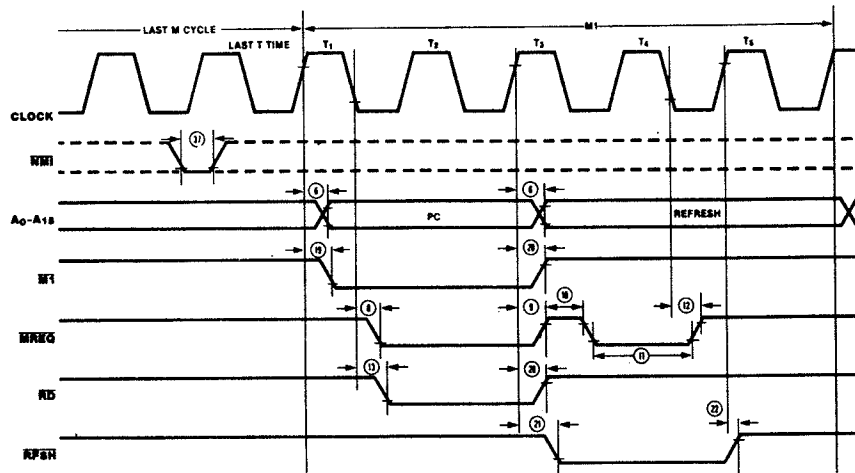 LAST M CYCLE
M1
LAST T TIME
T1
T2
T3
T4
T5
CLOCK
NMI
37
6
6
A0-A15
PC
REFRESH
19
20
M1
8
9
10
12
MREQ
11
13
20
RD
21
22
RFSH